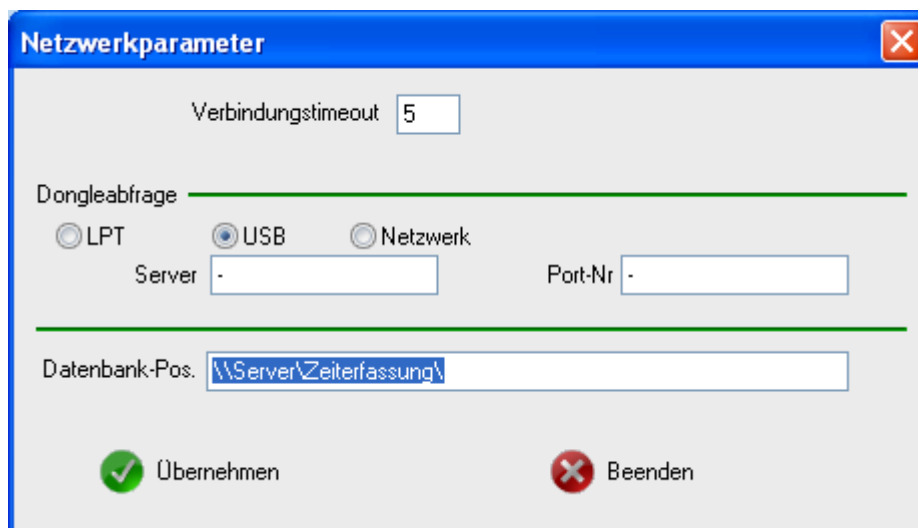 Netzwerkparameter
Verbindungstimeout 5
Dongleabfrage
LPT USB Netzwerk
Server - Port-Nr -
Datenbank-Pos. \\Server\Zeiterfassung\
Übernehmen Beenden